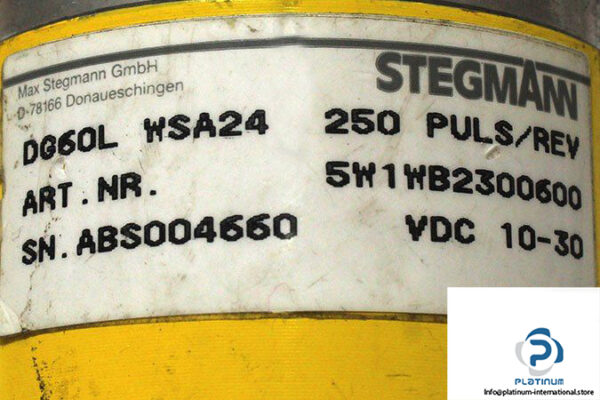 Max Stegmann GmbH
D-78166 Donaueschingen
STEGMANN
DG60L WSA24 250 PULS/REV
ART.NR. 5W1WB2300600
SN.ABS004660 VDC 10-30
PLATINUM
Info@platinum-international.store